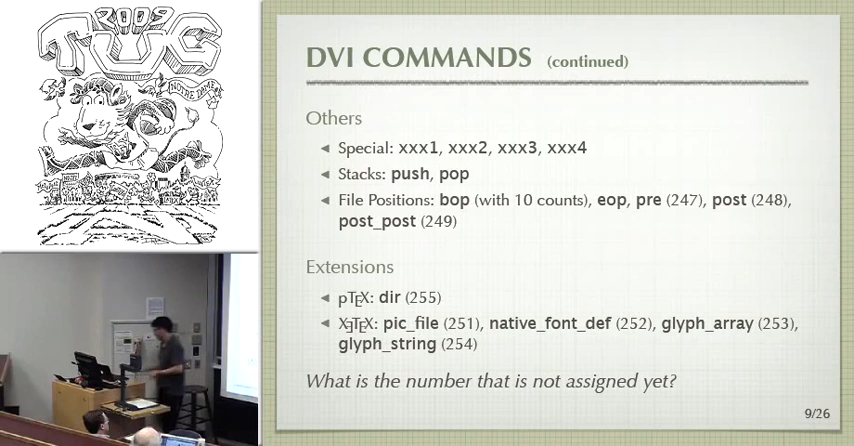 2009
TUG
NOTRE DAME
DVI COMMANDS (continued)
Others
Special: xxx1, xxx2, xxx3, xxx4
Stacks: push, pop
File Positions: bop (with 10 counts), eop, pre (247), post (248),
post_post (249)
Extensions
pTEX: dir (255)
XƎTEX: pic_file (251), native_font_def (252), glyph_array (253),
glyph_string (254)
What is the number that is not assigned yet?
9/26